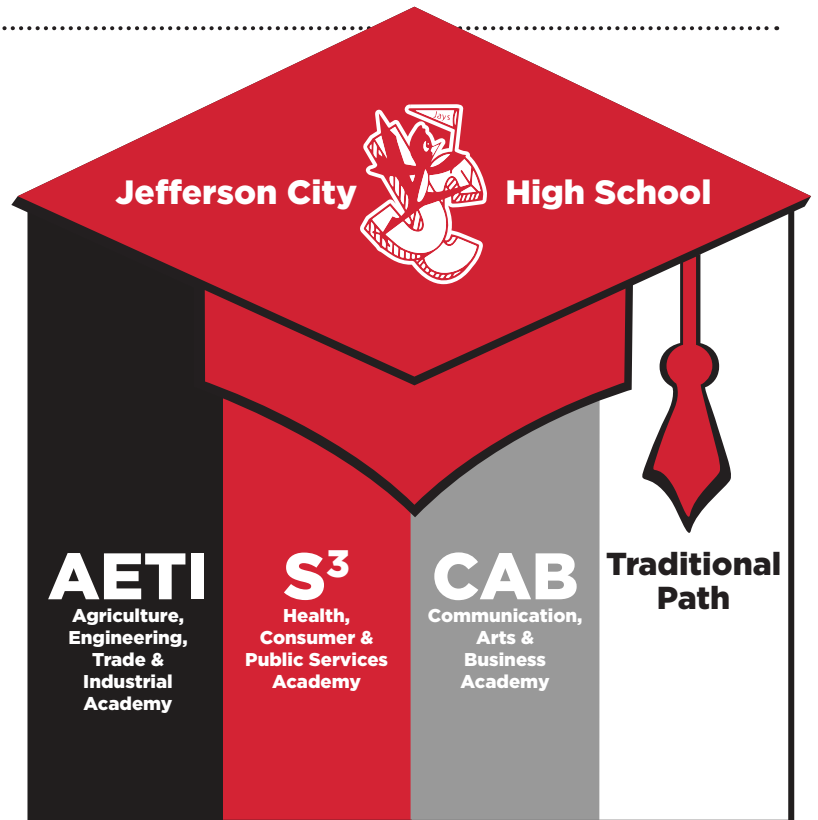 Jays
Jefferson City High School
AETI
Agriculture,
Engineering,
Trade &
Industrial
Academy
S³
Health,
Consumer &
Public Services
Academy
CAB
Communication,
Arts &
Business
Academy
Traditional
Path